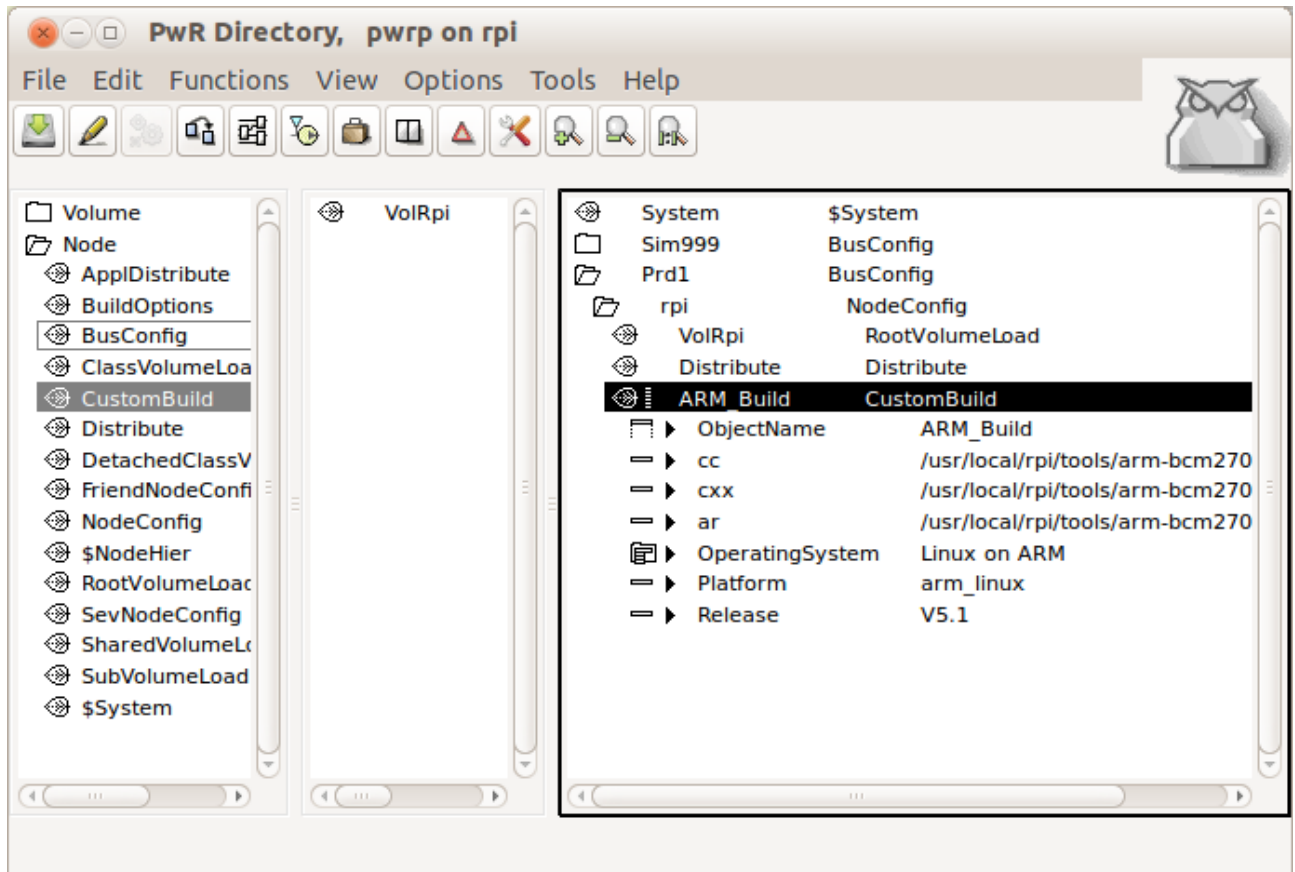 PwR Directory, pwrp on rpi
File Edit Functions View Options Tools Help
Volume
Node
ApplDistribute
BuildOptions
BusConfig
ClassVolumeLoa
CustomBuild
Distribute
DetachedClassV
FriendNodeConfi
NodeConfig
$NodeHier
RootVolumeLoad
SevNodeConfig
SharedVolumeLo
SubVolumeLoad
$System
VolRpi
System $System
Sim999 BusConfig
Prd1 BusConfig
rpi NodeConfig
VolRpi RootVolumeLoad
Distribute Distribute
ARM_Build CustomBuild
ObjectName ARM_Build
cc /usr/local/rpi/tools/arm-bcm270
cxx /usr/local/rpi/tools/arm-bcm270
ar /usr/local/rpi/tools/arm-bcm270
OperatingSystem Linux on ARM
Platform arm_linux
Release V5.1